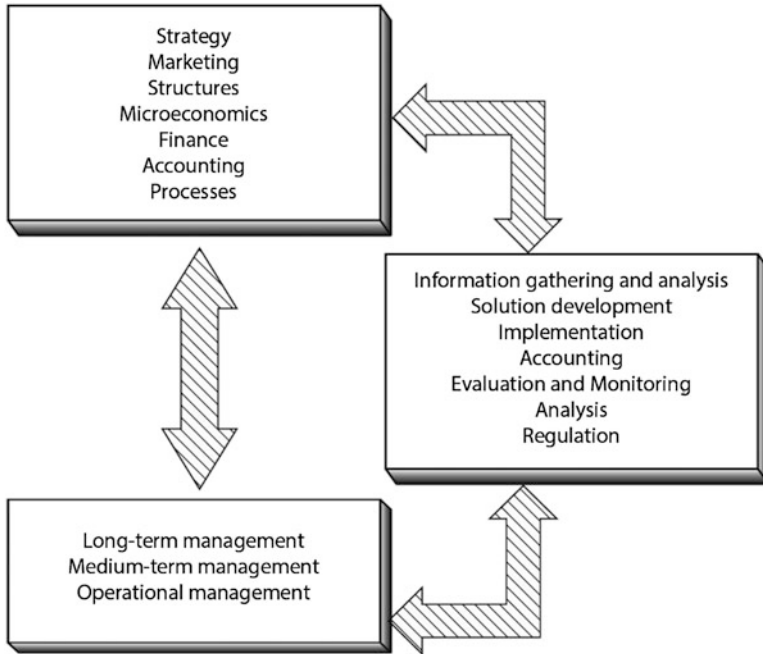 Strategy
Marketing
Structures
Microeconomics
Finance
Accounting
Processes
Information gathering and analysis
Solution development
Implementation
Accounting
Evaluation and Monitoring
Analysis
Regulation
Long-term management
Medium-term management
Operational management